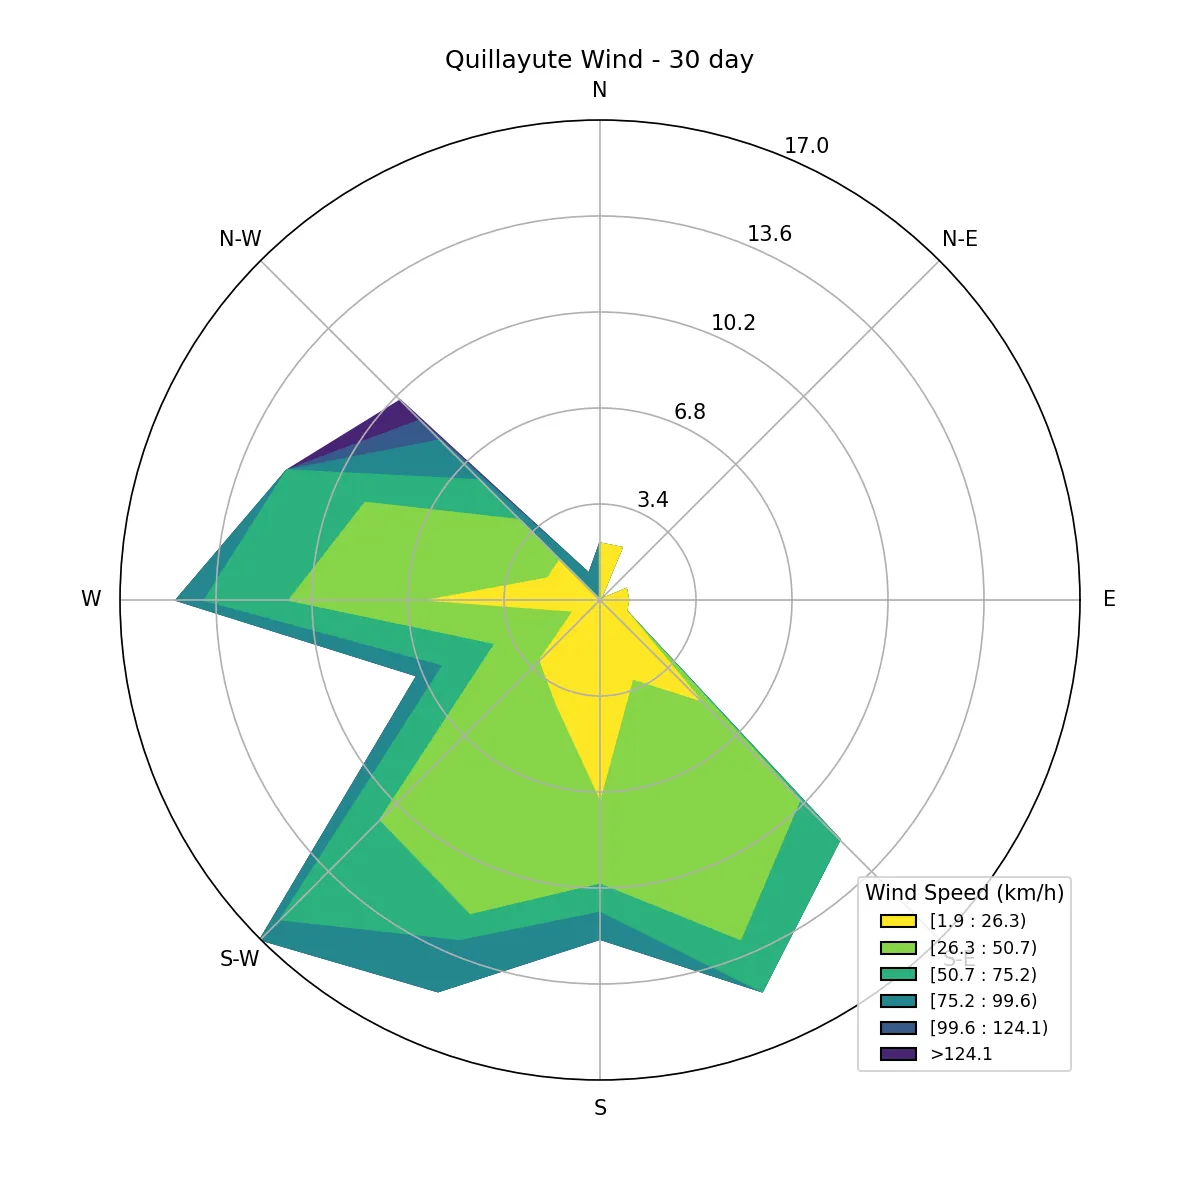 Quillayute Wind - 30 day
N
17.0
13.6
N-W
N-E
10.2
6.8
3.4
W
E
Wind Speed (km/h)
[1.9 : 26.3)
[26.3 : 50.7)
S-W
S-E
[50.7 : 75.2)
[75.2 : 99.6)
[99.6 : 124.1)
>124.1
S